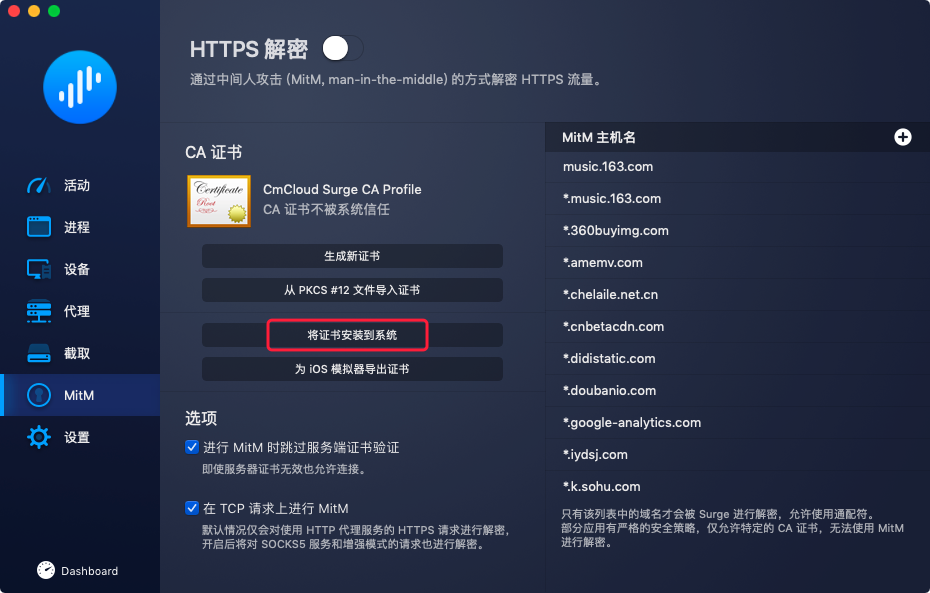 HTTPS 解密
通过中间人攻击 (MitM, man-in-the-middle) 的方式解密 HTTPS 流量。
活动
进程
设备
代理
截取
MitM
设置
Dashboard
CA 证书
Certificate
Root
CmCloud Surge CA Profile
CA 证书不被系统信任
生成新证书
从 PKCS #12 文件导入证书
将证书安装到系统
为 iOS 模拟器导出证书
选项
进行 MitM 时跳过服务端证书验证
即使服务器证书无效也允许连接。
在 TCP 请求上进行 MitM
默认情况仅会对使用 HTTP 代理服务的 HTTPS 请求进行解密，
开启后将对 SOCKS5 服务和增强模式的请求也进行解密。
MitM 主机名
music.163.com
*.music.163.com
*.360buyimg.com
*.amemv.com
*.chelaile.net.cn
*.cnbetacdn.com
*.didistatic.com
*.doubanio.com
*.google-analytics.com
*.iydsj.com
*.k.sohu.com
只有该列表中的域名才会被 Surge 进行解密，允许使用通配符。
部分应用有严格的安全策略，仅允许特定的 CA 证书，无法使用 MitM
进行解密。